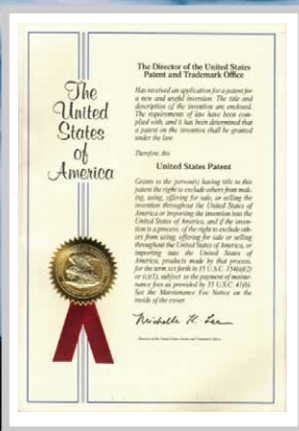 The
United
States
of
America
The Director of the United States
Patent and Trademark Office
Has received an application for a patent for
a new and useful invention. The title and
description of the invention are enclosed.
The requirements of law have been com-
plied with, and it has been determined that
a patent on the invention shall be granted
under the law.
Therefore, this
United States Patent
Grants to the person(s) having title to this
patent the right to exclude others from mak-
ing, using, offering for sale, or selling the
invention throughout the United States of
America or importing the invention into the
United States of America, and if the inven-
tion is a process, of the right to exclude oth-
ers from using, offering for sale or selling
throughout the United States of America, or
importing into the United States of
America, products made by that process,
for the term set forth in 35 U.S.C. 154(a)(2)
or (c)(1), subject to the payment of mainte-
nance fees as provided by 35 U.S.C. 41(b).
See the Maintenance Fee Notice on the
inside of the cover.
Michelle K. Lee